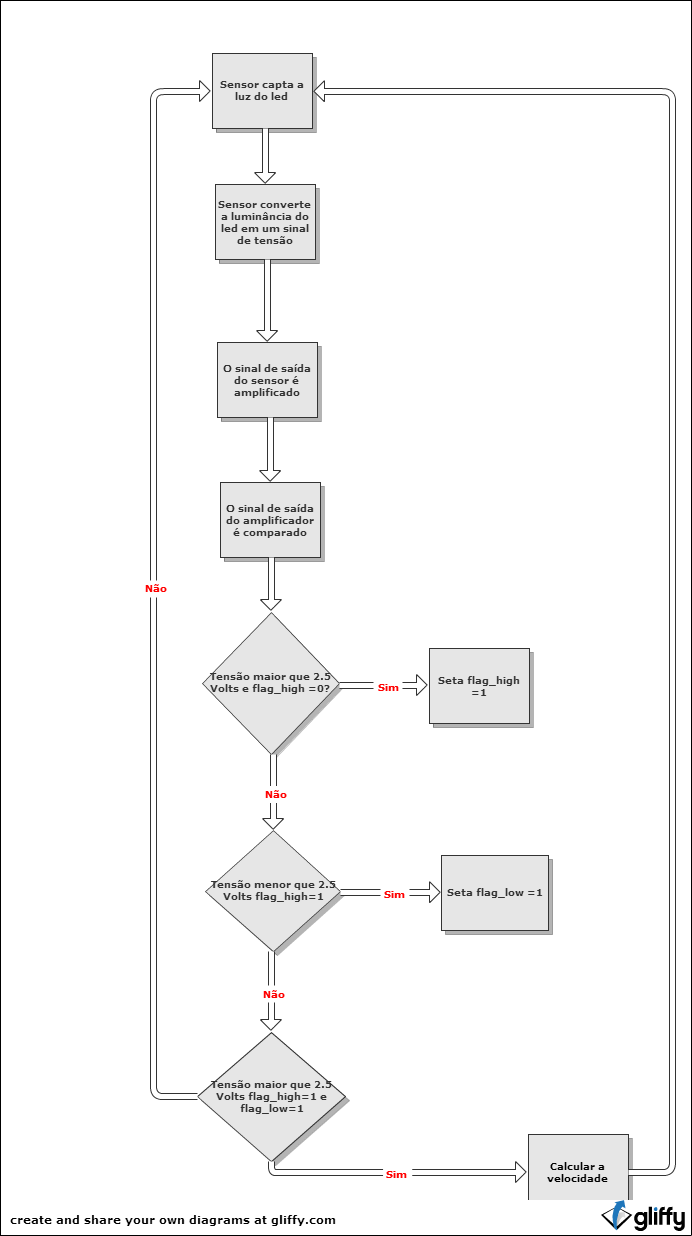 Sensor capta a
luz do led
Sensor converte
a luminância do
led em um sinal
de tensão
O sinal de saída
do sensor é
amplificado
O sinal de saída
do amplificador
é comparado
Não
Tensão maior que 2.5
Volts e flag_high =0?
Sim
Seta flag_high
=1
Não
Tensão menor que 2.5
Volts flag_high=1
Sim
Seta flag_low =1
Não
Tensão maior que 2.5
Volts flag_high=1 e
flag_low=1
Sim
Calcular a
velocidade
create and share your own diagrams at gliffy.com
gliffy